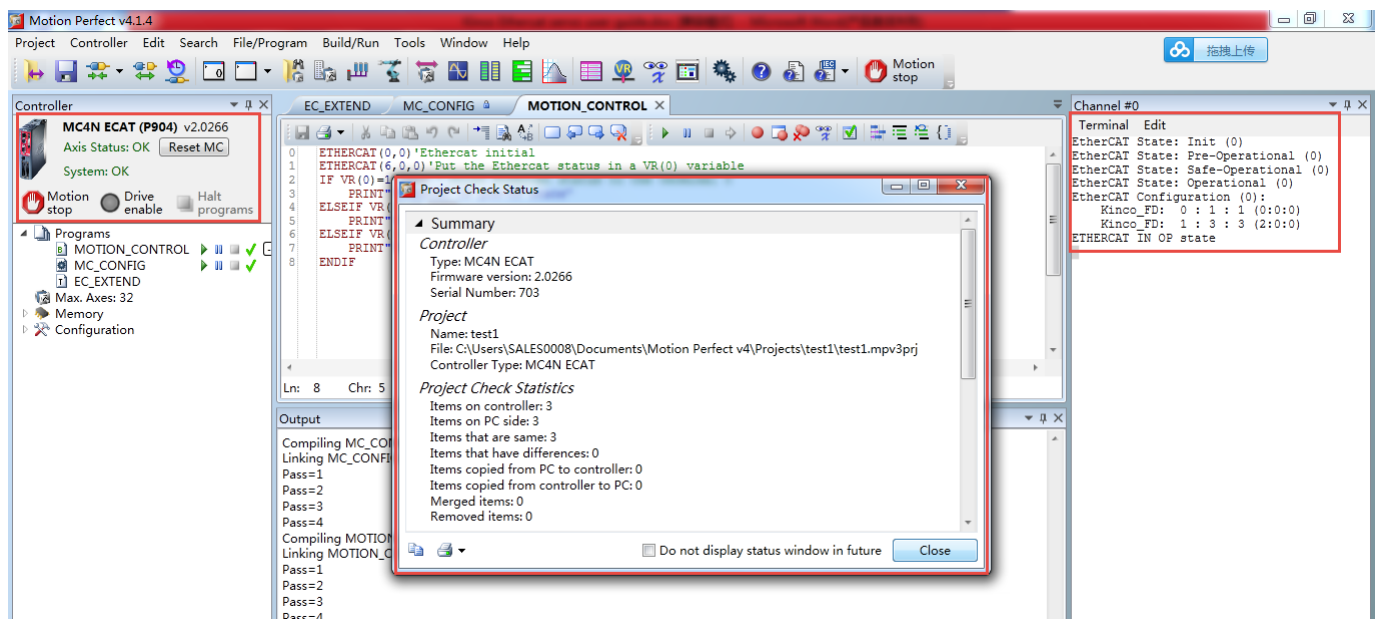 Motion Perfect v4.1.4
Project Controller Edit Search File/Program Build/Run Tools Window Help
拖拽上传
Motion
stop
Controller
MC4N ECAT (P904) v2.0266
Axis Status: OK Reset MC
System: OK
Motion
stop
Drive
enable
Halt
programs
Programs
MOTION_CONTROL
MC_CONFIG
EC_EXTEND
Max. Axes: 32
Memory
Configuration
EC_EXTEND MC_CONFIG MOTION_CONTROL
0 ETHERCAT(0,0)'Ethercat initial
1 ETHERCAT(6,0,0)'Put the Ethercat status in a VR(0) variable
2 IF VR(0)=1
3 PRINT"
4 ELSEIF VR(
5 PRINT"
6 ELSEIF VR(
7 PRINT"
8 ENDIF
Ln: 8 Chr: 5
Project Check Status
Summary
Controller
Type: MC4N ECAT
Firmware version: 2.0266
Serial Number: 703
Project
Name: test1
File: C:\Users\SALES0008\Documents\Motion Perfect v4\Projects\test1\test1.mpv3prj
Controller Type: MC4N ECAT
Project Check Statistics
Items on controller: 3
Items on PC side: 3
Items that are same: 3
Items that have differences: 0
Items copied from PC to controller: 0
Items copied from controller to PC: 0
Merged items: 0
Removed items: 0
Do not display status window in future Close
Output
Compiling MC_CON
Linking MC_CONFI
Pass=1
Pass=2
Pass=3
Pass=4
Compiling MOTION
Linking MOTION_C
Pass=1
Pass=2
Pass=3
Pass=4
Channel #0
Terminal Edit
EtherCAT State: Init (0)
EtherCAT State: Pre-Operational (0)
EtherCAT State: Safe-Operational (0)
EtherCAT State: Operational (0)
EtherCAT Configuration (0):
Kinco_FD: 0 : 1 : 1 (0:0:0)
Kinco_FD: 1 : 3 : 3 (2:0:0)
ETHERCAT IN OP state